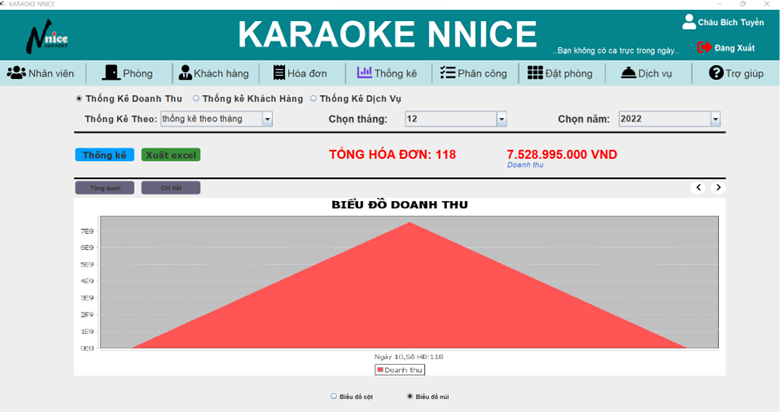 KARAOKE NNICE
Nnice
KARAOKE
KARAOKE NNICE
Châu Bích Tuyền
..Bạn không có ca trực trong ngày..
Đăng Xuất
Nhân viên
Phòng
Khách hàng
Hóa đơn
Thống kê
Phân công
Đặt phòng
Dịch vụ
Trợ giúp
Thống Kê Doanh Thu
Thống kê Khách Hàng
Thống Kê Dịch Vụ
Thống Kê Theo: thống kê theo tháng
Chọn tháng: 12
Chọn năm: 2022
Thống kê
Xuất excel
TỔNG HÓA ĐƠN: 118
7.528.995.000 VND
Doanh thu
Tổng quan
Chi tiết
BIỂU ĐỒ DOANH THU
7E9
6E9
5E9
4E9
3E9
2E9
1E9
0E0
Ngày 10,Số HĐ:118
Doanh thu
Biểu đồ cột
Biểu đồ núi